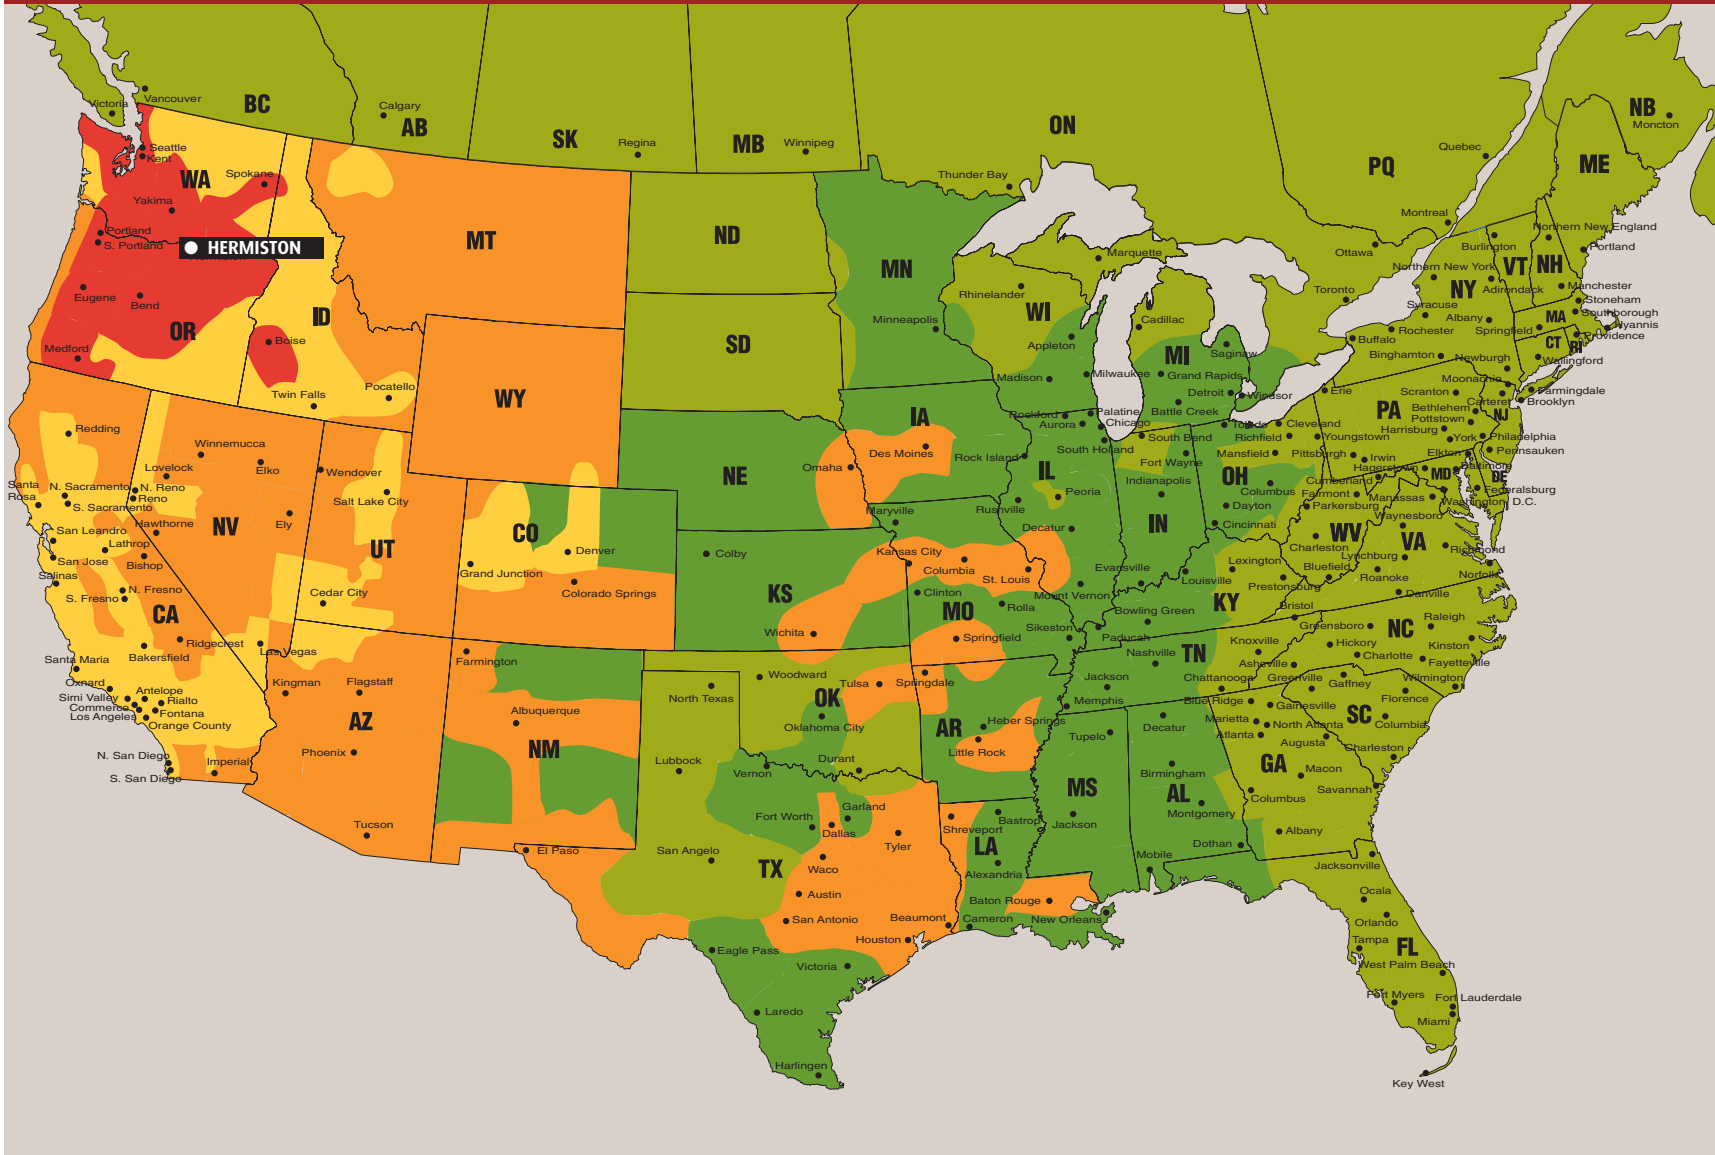 BC
Vancouver
Victoria
Calgary
AB
SK
Regina
MB
Winnipeg
ON
Thunder Bay
PQ
Quebec
Montreal
Ottawa
Toronto
NB
Moncton
ME
Seattle
Kent
WA
Spokane
Yakima
Portland
S. Portland
HERMISTON
Eugene
Bend
OR
Medford
ID
Boise
Twin Falls
Pocatello
MT
WY
ND
SD
NE
Omaha
MN
Minneapolis
WI
Rhinelander
Marquette
Appleton
Madison
Milwaukee
MI
Cadillac
Saginaw
Grand Rapids
Detroit
Windsor
Battle Creek
IA
Des Moines
Rock Island
Rockford
Aurora
Palatine
Chicago
South Holland
IL
Peoria
Rushville
Decatur
Mount Vernon
South Bend
Fort Wayne
Indianapolis
IN
Evansville
Toledo
Cleveland
Richfield
Mansfield
Youngstown
OH
Columbus
Dayton
Cincinnati
Northern New England
Burlington
Portland
VT
NH
Northern New York
NY
Adirondack
Manchester
Stoneham
Southborough
Hyannis
Providence
MA
CT
RI
Wallingford
Springfield
Albany
Syracuse
Rochester
Buffalo
Binghamton
Newburgh
Moonachie
Farmingdale
Brooklyn
Carteret
NJ
Erie
Scranton
PA
Bethlehem
Pottstown
Harrisburg
York
Philadelphia
Pennsauken
Pittsburgh
Irwin
Elkton
Hagerstown
Baltimore
MD
DE
Cumberland
Federalsburg
Fairmont
Manassas
Washington, D.C.
Parkersburg
WV
Waynesboro
Charleston
VA
Lynchburg
Richmond
Bluefield
Roanoke
Norfolk
Danville
Lexington
Louisville
Prestonsburg
KY
Bowling Green
Paducah
Bristol
Greensboro
NC
Raleigh
Hickory
Kinston
Charlotte
Fayetteville
Asheville
Wilmington
Knoxville
TN
Nashville
Jackson
Memphis
Chattanooga
Greenville
Gaffney
Florence
SC
Columbia
Charleston
Blue Ridge
Gainesville
Marietta
North Atlanta
Atlanta
Augusta
GA
Macon
Savannah
Columbus
Albany
Redding
Santa
Rosa
N. Sacramento
S. Sacramento
San Leandro
Lathrop
San Jose
Salinas
N. Fresno
S. Fresno
CA
Bishop
Ridgecrest
Bakersfield
Santa Maria
Oxnard
Simi Valley
Antelope
Rialto
Commerce
Fontana
Los Angeles
Orange County
N. San Diego
S. San Diego
Imperial
Winnemucca
Lovelock
Elko
N. Reno
Reno
Hawthorne
NV
Ely
Las Vegas
Wendover
Salt Lake City
UT
Cedar City
CO
Denver
Grand Junction
Colorado Springs
Kingman
Flagstaff
AZ
Phoenix
Tucson
Farmington
Albuquerque
NM
El Paso
Colby
KS
Wichita
Maryville
Kansas City
Columbia
St. Louis
Clinton
MO
Rolla
Sikeston
Springfield
Woodward
Tulsa
OK
Oklahoma City
Durant
Springdale
AR
Heber Springs
Little Rock
North Texas
Lubbock
Vernon
Fort Worth
Garland
Dallas
Tyler
San Angelo
TX
Waco
Austin
San Antonio
Beaumont
Houston
Eagle Pass
Victoria
Laredo
Harlingen
Shreveport
Bastrop
LA
Alexandria
Baton Rouge
Cameron
New Orleans
Tupelo
MS
Jackson
Decatur
Birmingham
AL
Montgomery
Dothan
Mobile
Jacksonville
Ocala
Orlando
Tampa
FL
West Palm Beach
Fort Myers
Fort Lauderdale
Miami
Key West